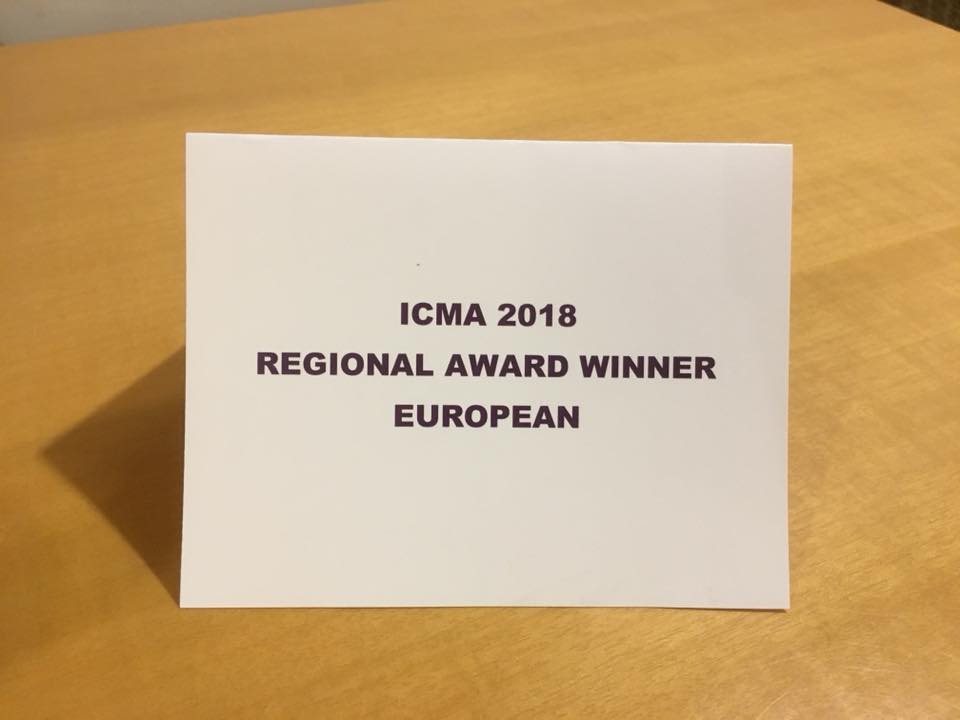 ICMA 2018
REGIONAL AWARD WINNER
EUROPEAN